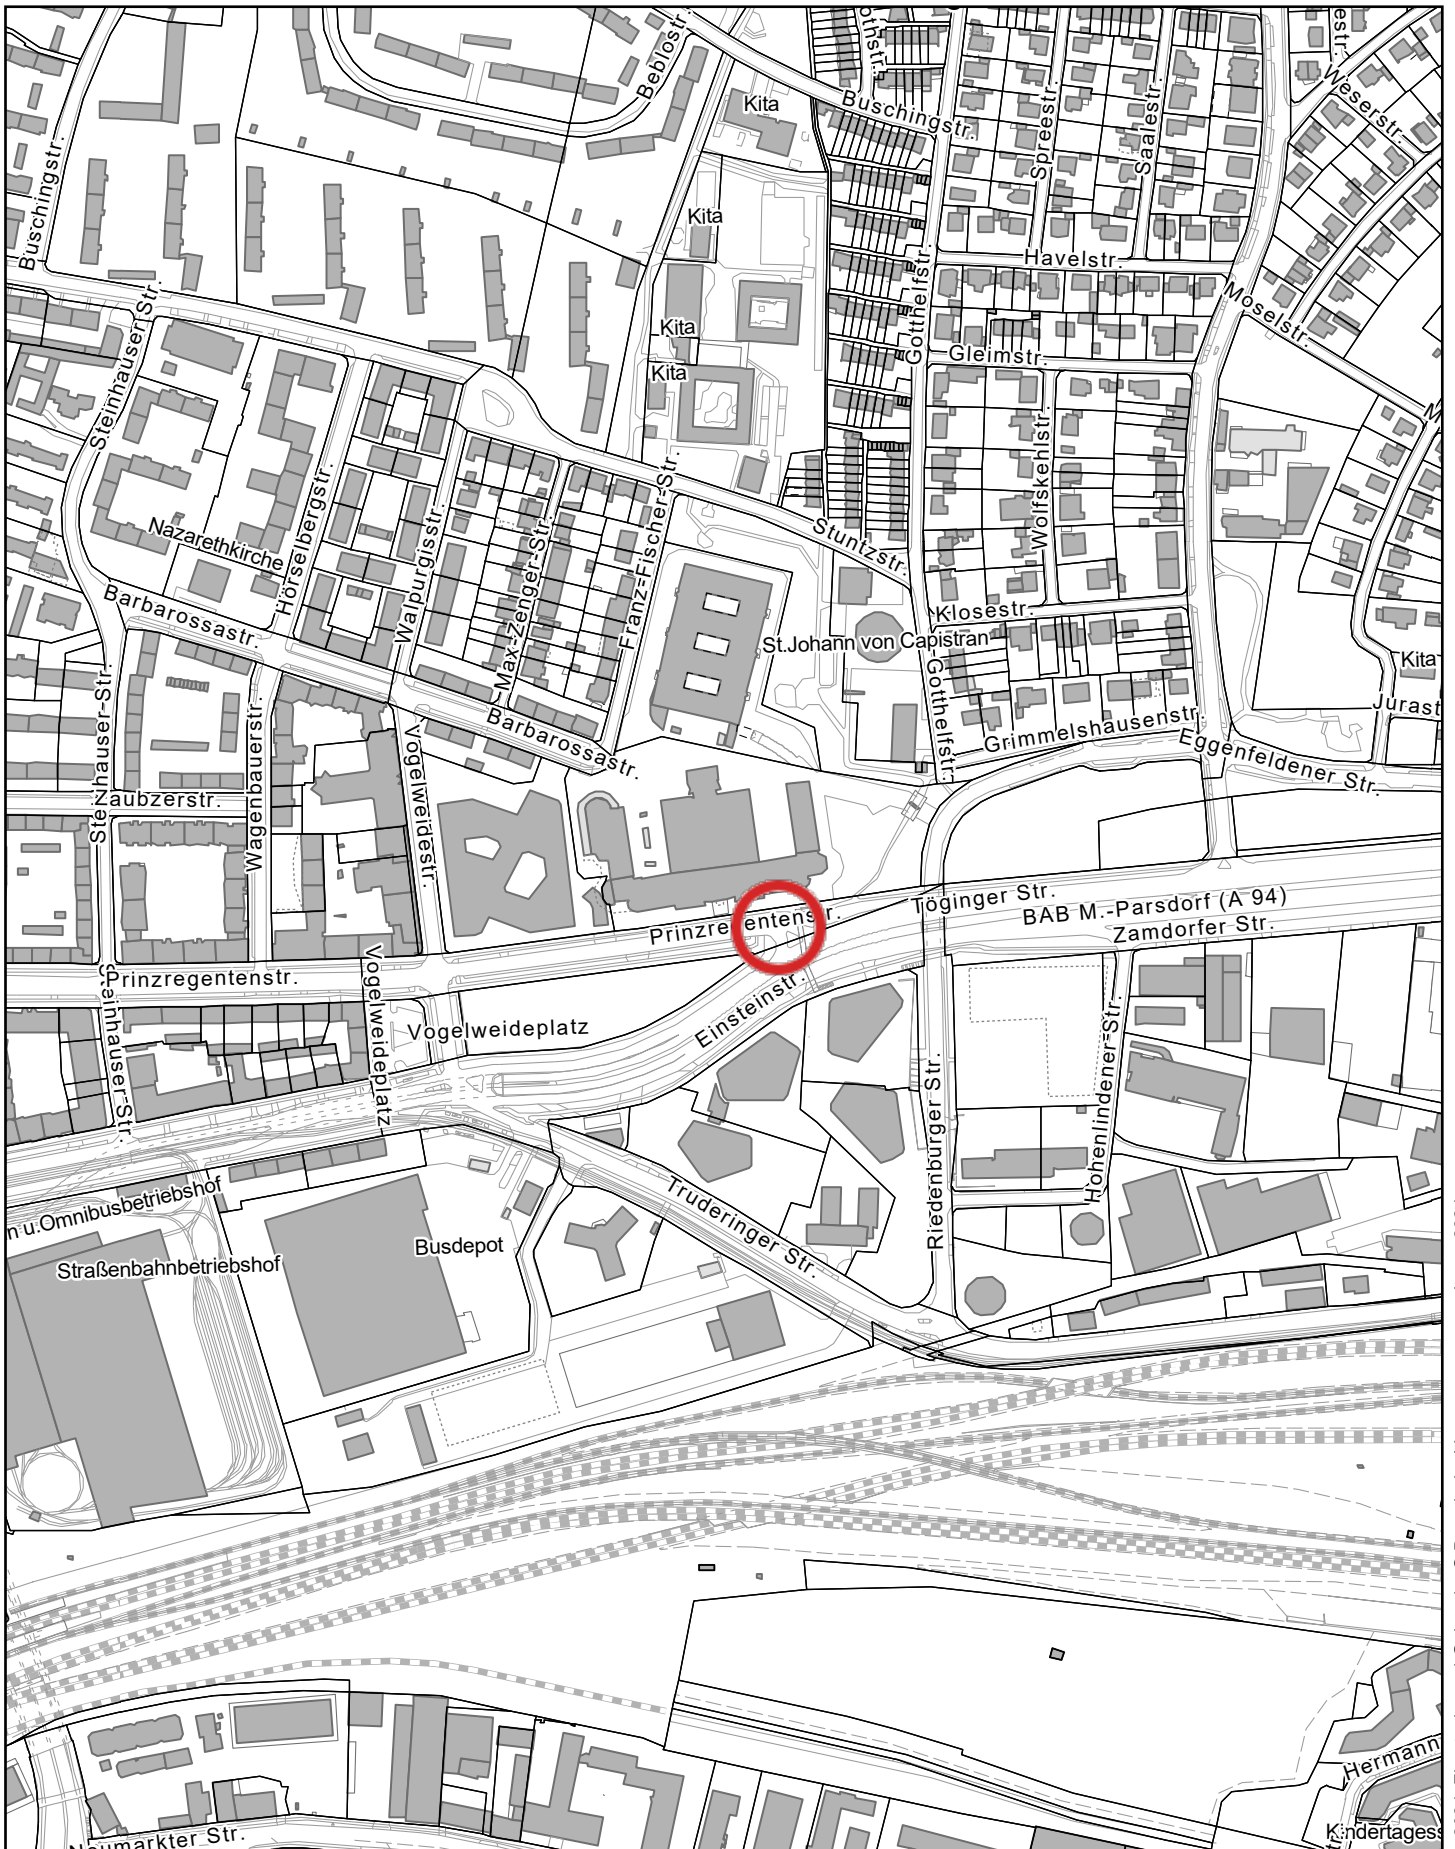 Beblostr.
Kita
Buschingstr.
Spreestr.
Saalestr.
Weserstr.
Buschingstr.
Kita
Havelstr.
Gotthelfstr.
Moselstr.
Steinhauser Str.
Kita
Gleimstr.
Kita
Wolfskehlstr.
Nazarethkirche
Hörselbergstr.
Walpurgisstr.
Max-Zenger-Str.
Franz-Fischer-Str.
Stuntzstr.
Barbarossastr.
Klosestr.
St.Johann von Capistran
Kita
Jurast
Gotthelfstr.
Steinhauser-Str.
Wagenbauerstr.
Vogelweidestr.
Barbarossastr.
Grimmelshausenstr.
Eggenfeldener Str.
Zaubzerstr.
Töginger Str.
BAB M.-Parsdorf (A 94)
Zamdorfer Str.
Prinzregentenstr.
Prinzregentenstr.
Steinhauser-Str.
Vogelweideplatz
Vogelweideplatz
Einsteinstr.
Riedenburger Str.
Hohenlindener-Str.
Truderinger Str.
n u.Omnibusbetriebshof
Straßenbahnbetriebshof
Busdepot
Hermann
Neumarkter Str.
Kindertagess